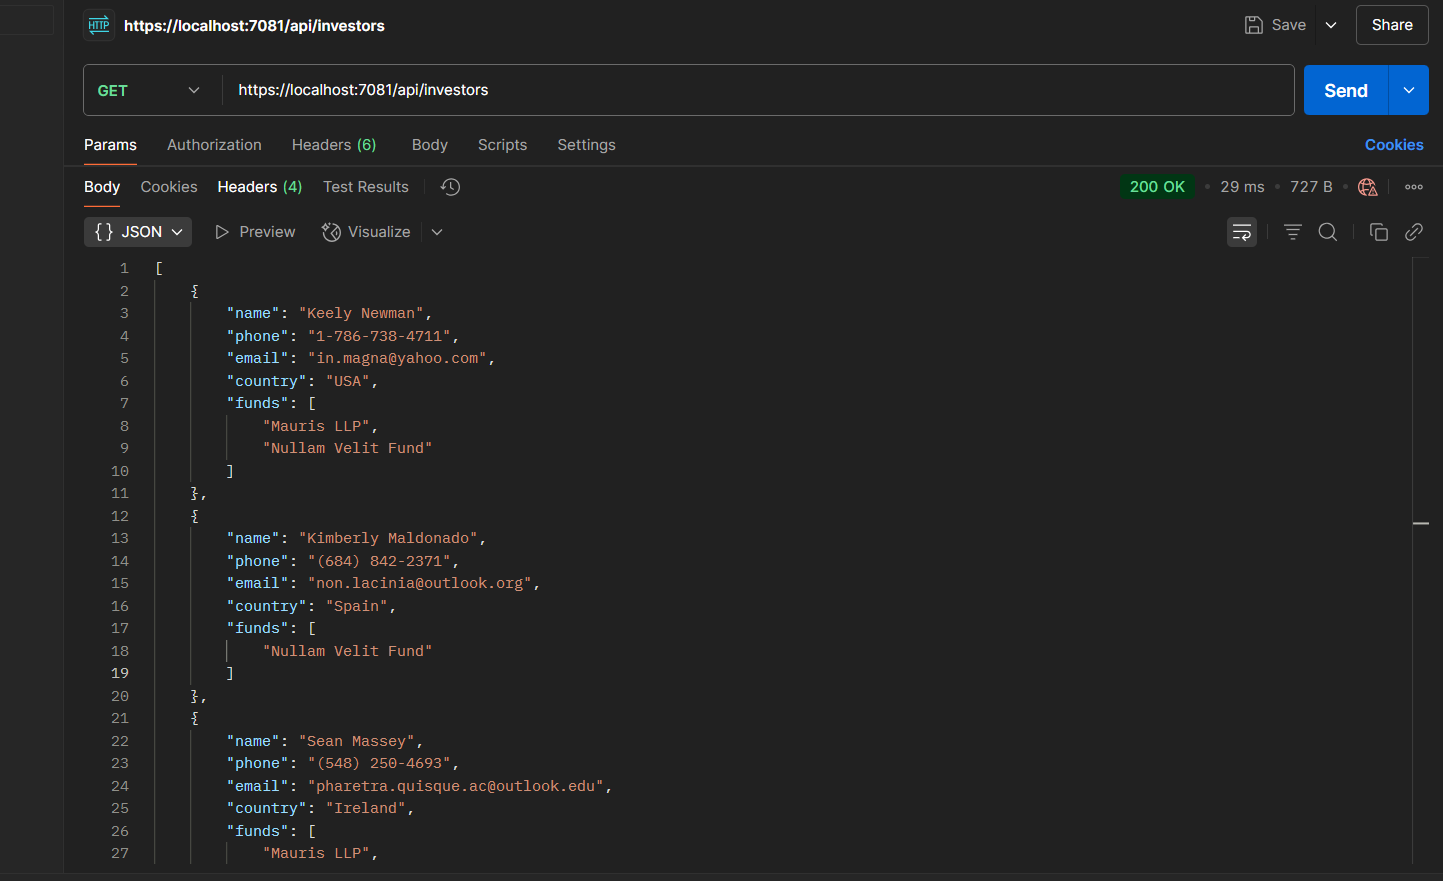 HTTP https://localhost:7081/api/investors Save Share
GET https://localhost:7081/api/investors Send
Params Authorization Headers (6) Body Scripts Settings Cookies
Body Cookies Headers (4) Test Results 200 OK • 29 ms • 727 B •
{} JSON Preview Visualize
1 [
2 {
3 "name": "Keely Newman",
4 "phone": "1-786-738-4711",
5 "email": "in.magna@yahoo.com",
6 "country": "USA",
7 "funds": [
8 "Mauris LLP",
9 "Nullam Velit Fund"
10 ]
11 },
12 {
13 "name": "Kimberly Maldonado",
14 "phone": "(684) 842-2371",
15 "email": "non.lacinia@outlook.org",
16 "country": "Spain",
17 "funds": [
18 "Nullam Velit Fund"
19 ]
20 },
21 {
22 "name": "Sean Massey",
23 "phone": "(548) 250-4693",
24 "email": "pharetra.quisque.ac@outlook.edu",
25 "country": "Ireland",
26 "funds": [
27 "Mauris LLP",